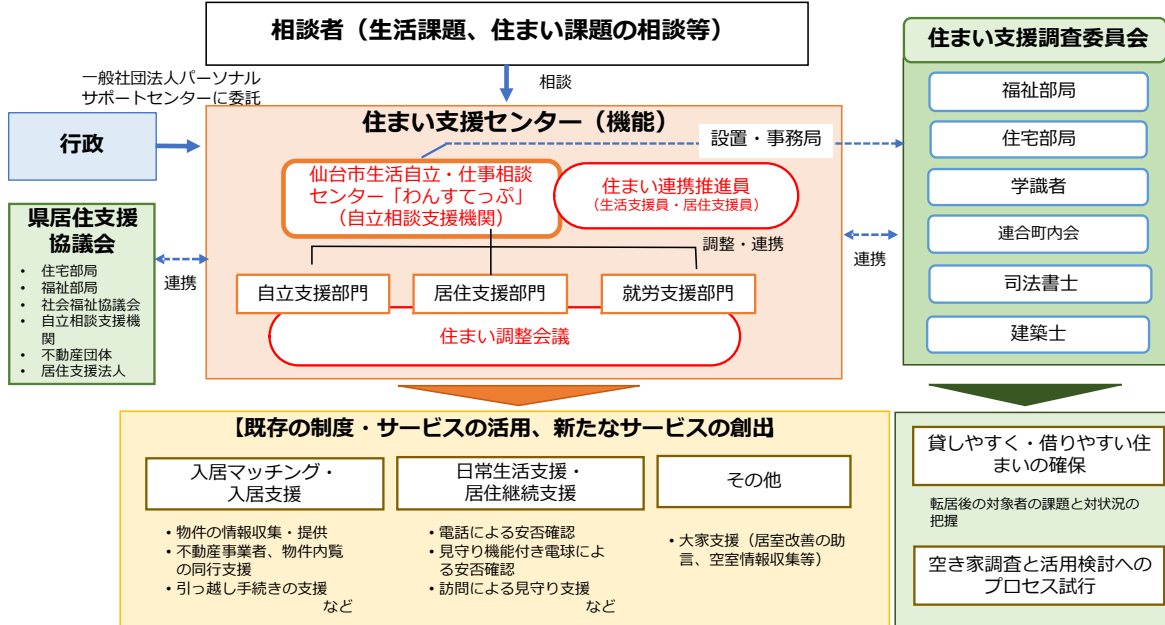 相談者（生活課題、住まい課題の相談等）
一般社団法人パーソナル
サポートセンターに委託
相談
行政
住まい支援センター（機能）
設置・事務局
仙台市生活自立・仕事相談
センター「わんすてっぷ」
（自立相談支援機関）
住まい連携推進員
（生活支援員・居住支援員）
調整・連携
自立支援部門
居住支援部門
就労支援部門
住まい調整会議
県居住支援
協議会
• 住宅部局
• 福祉部局
• 社会福祉協議会
• 自立相談支援機
関
• 不動産団体
• 居住支援法人
連携
連携
住まい支援調査委員会
福祉部局
住宅部局
学識者
連合町内会
司法書士
建築士
【既存の制度・サービスの活用、新たなサービスの創出
入居マッチング・
入居支援
• 物件の情報収集・提供
• 不動産事業者、物件内覧
の同行支援
• 引っ越し手続きの支援
など
日常生活支援・
居住継続支援
• 電話による安否確認
• 見守り機能付き電球によ
る安否確認
• 訪問による見守り支援
など
その他
• 大家支援（居室改善の助
言、空室情報収集等）
貸しやすく・借りやすい住
まいの確保
転居後の対象者の課題と対状況の
把握
空き家調査と活用検討への
プロセス試行